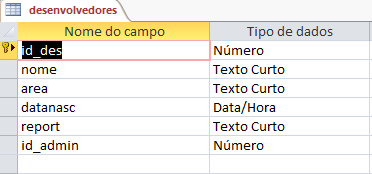 desenvolvedores
Nome do campo Tipo de dados
id_des Número
nome Texto Curto
area Texto Curto
datanasc Data/Hora
report Texto Curto
id_admin Número